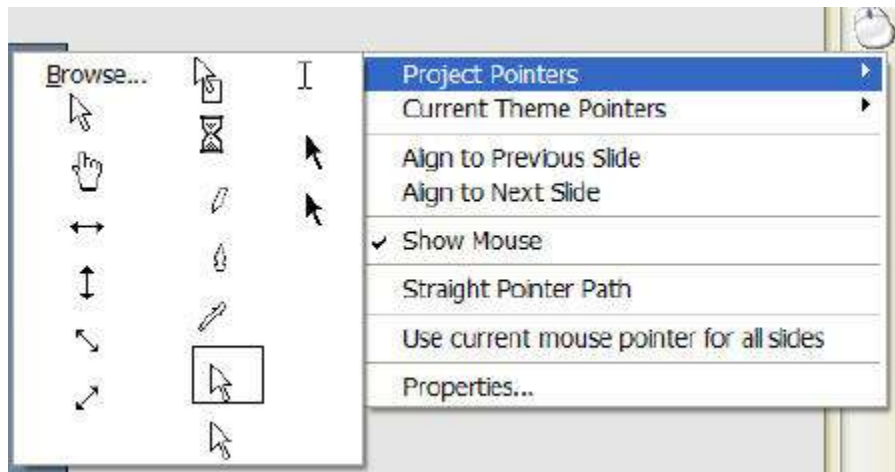 Browse...
Project Pointers
Current Theme Pointers
Align to Previous Slide
Align to Next Slide
Show Mouse
Straight Pointer Path
Use current mouse pointer for all slides
Properties...